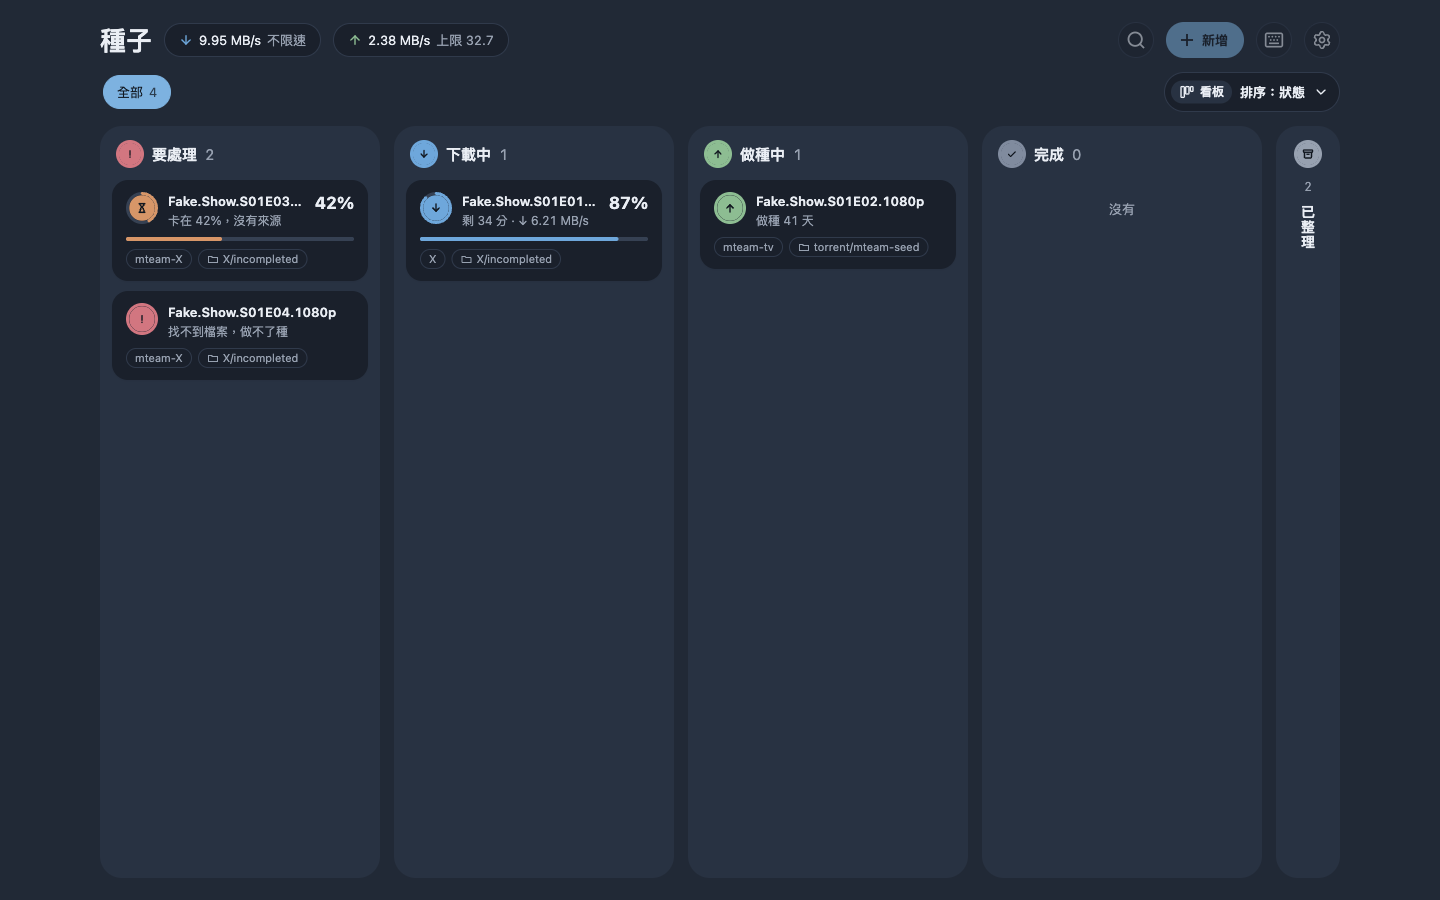 種子
9.95 MB/s 不限速
2.38 MB/s 上限 32.7
新增
全部 4
看板
排序：狀態
要處理 2
Fake.Show.S01E03... 42%
卡在 42%，沒有來源
mteam-X X/incompleted
Fake.Show.S01E04.1080p
找不到檔案，做不了種
mteam-X X/incompleted
下載中 1
Fake.Show.S01E01... 87%
剩 34 分 · ↓ 6.21 MB/s
X X/incompleted
做種中 1
Fake.Show.S01E02.1080p
做種 41 天
mteam-tv torrent/mteam-seed
完成 0
沒有
2
已整理